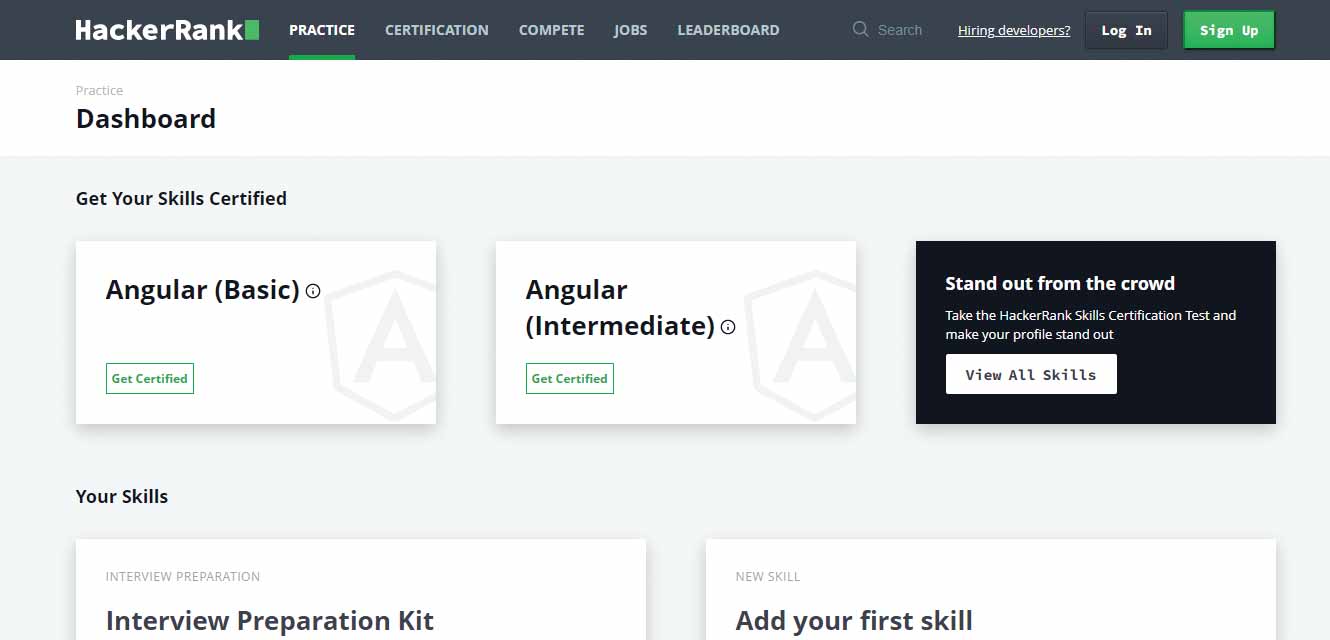 HackerRank PRACTICE CERTIFICATION COMPETE JOBS LEADERBOARD Search Hiring developers? Log In Sign Up
Practice
Dashboard
Get Your Skills Certified
Angular (Basic)
Get Certified
Angular
(Intermediate)
Get Certified
Stand out from the crowd
Take the HackerRank Skills Certification Test and
make your profile stand out
View All Skills
Your Skills
INTERVIEW PREPARATION
Interview Preparation Kit
NEW SKILL
Add your first skill